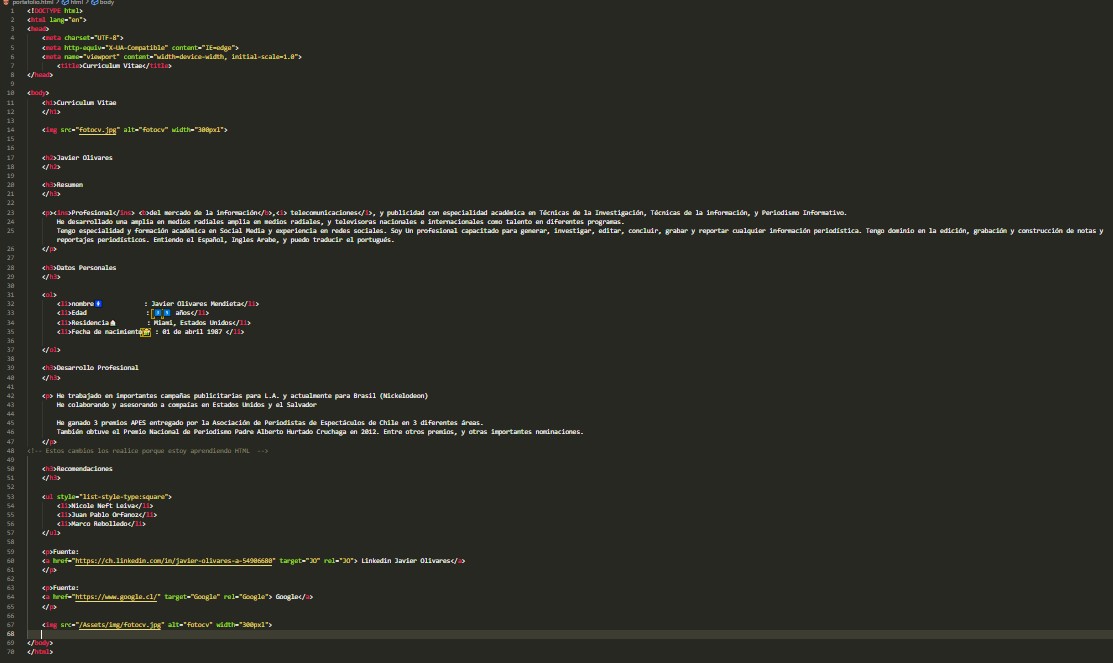 portafolio.html > html > body
1 <!DOCTYPE html>
2 <html lang="en">
3 <head>
4 <meta charset="UTF-8">
5 <meta http-equiv="X-UA-Compatible" content="IE=edge">
6 <meta name="viewport" content="width=device-width, initial-scale=1.0">
7 <title>Curriculum Vitae</title>
8 </head>
9
10 <body>
11 <h1>Curriculum Vitae
12 </h1>
13
14 <img src="fotocv.jpg" alt="fotocv" width="300pxl">
15
16
17 <h2>Javier Olivares
18 </h2>
19
20 <h3>Resumen
21 </h3>
22
23 <p><ins>Profesional</ins> <b>del mercado de la información</b>,<i> telecomunicaciones</i>, y publicidad con especialidad académica en Técnicas de la Investigación, Técnicas de la información, y Periodismo Informativo.
24 He desarrollado una amplia en medios radiales amplia en medios radiales, y televisoras nacionales e internacionales como talento en diferentes programas.
25 Tengo especialidad y formación académica en Social Media y experiencia en redes sociales. Soy Un profesional capacitado para generar, investigar, editar, concluir, grabar y reportar cualquier información periodística. Tengo dominio en la edición, grabación y construcción de notas y
reportajes periodísticos. Entiendo el Español, Ingles Arabe, y puedo traducir el portugués.
26 </p>
27
28 <h3>Datos Personales
29 </h3>
30
31 <ol>
32 <li>nombre : Javier Olivares Mendieta</li>
33 <li>Edad : años</li>
34 <li>Residencia : Miami, Estados Unidos</li>
35 <li>Fecha de nacimiento : 01 de abril 1987 </li>
36
37 </ol>
38
39 <h3>Desarrollo Profesional
40 </h3>
41
42 <p> He trabajado en importantes campañas publicitarias para L.A. y actualmente para Brasil (Nickelodeon)
43 He colaborando y asesorando a compaías en Estados Unidos y el Salvador
44
45 He ganado 3 premios APES entregado por la Asociación de Periodistas de Espectáculos de Chile en 3 diferentes áreas.
46 También obtuve el Premio Nacional de Periodismo Padre Alberto Hurtado Cruchaga en 2012. Entre otros premios, y otras importantes nominaciones.
47 </p>
48 <!-- Estos cambios los realice porque estoy aprendiendo HTML -->
49
50 <h3>Recomendaciones
51 </h3>
52
53 <ul style="list-style-type:square">
54 <li>Nicole Neft Leiva</li>
55 <li>Juan Pablo Orfanoz</li>
56 <li>Marco Rebolledo</li>
57 </ul>
58
59 <p>Fuente:
60 <a href="https://ch.linkedin.com/in/javier-olivares-a-54906680" target="JO" rel="JO"> Linkedin Javier Olivares</a>
61 </p>
62
63 <p>Fuente:
64 <a href="https://www.google.cl/" target="Google" rel="Google"> Google</a>
65 </p>
66
67 <img src="/Assets/img/fotocv.jpg" alt="fotocv" width="300pxl">
68
69 </body>
70 </html>